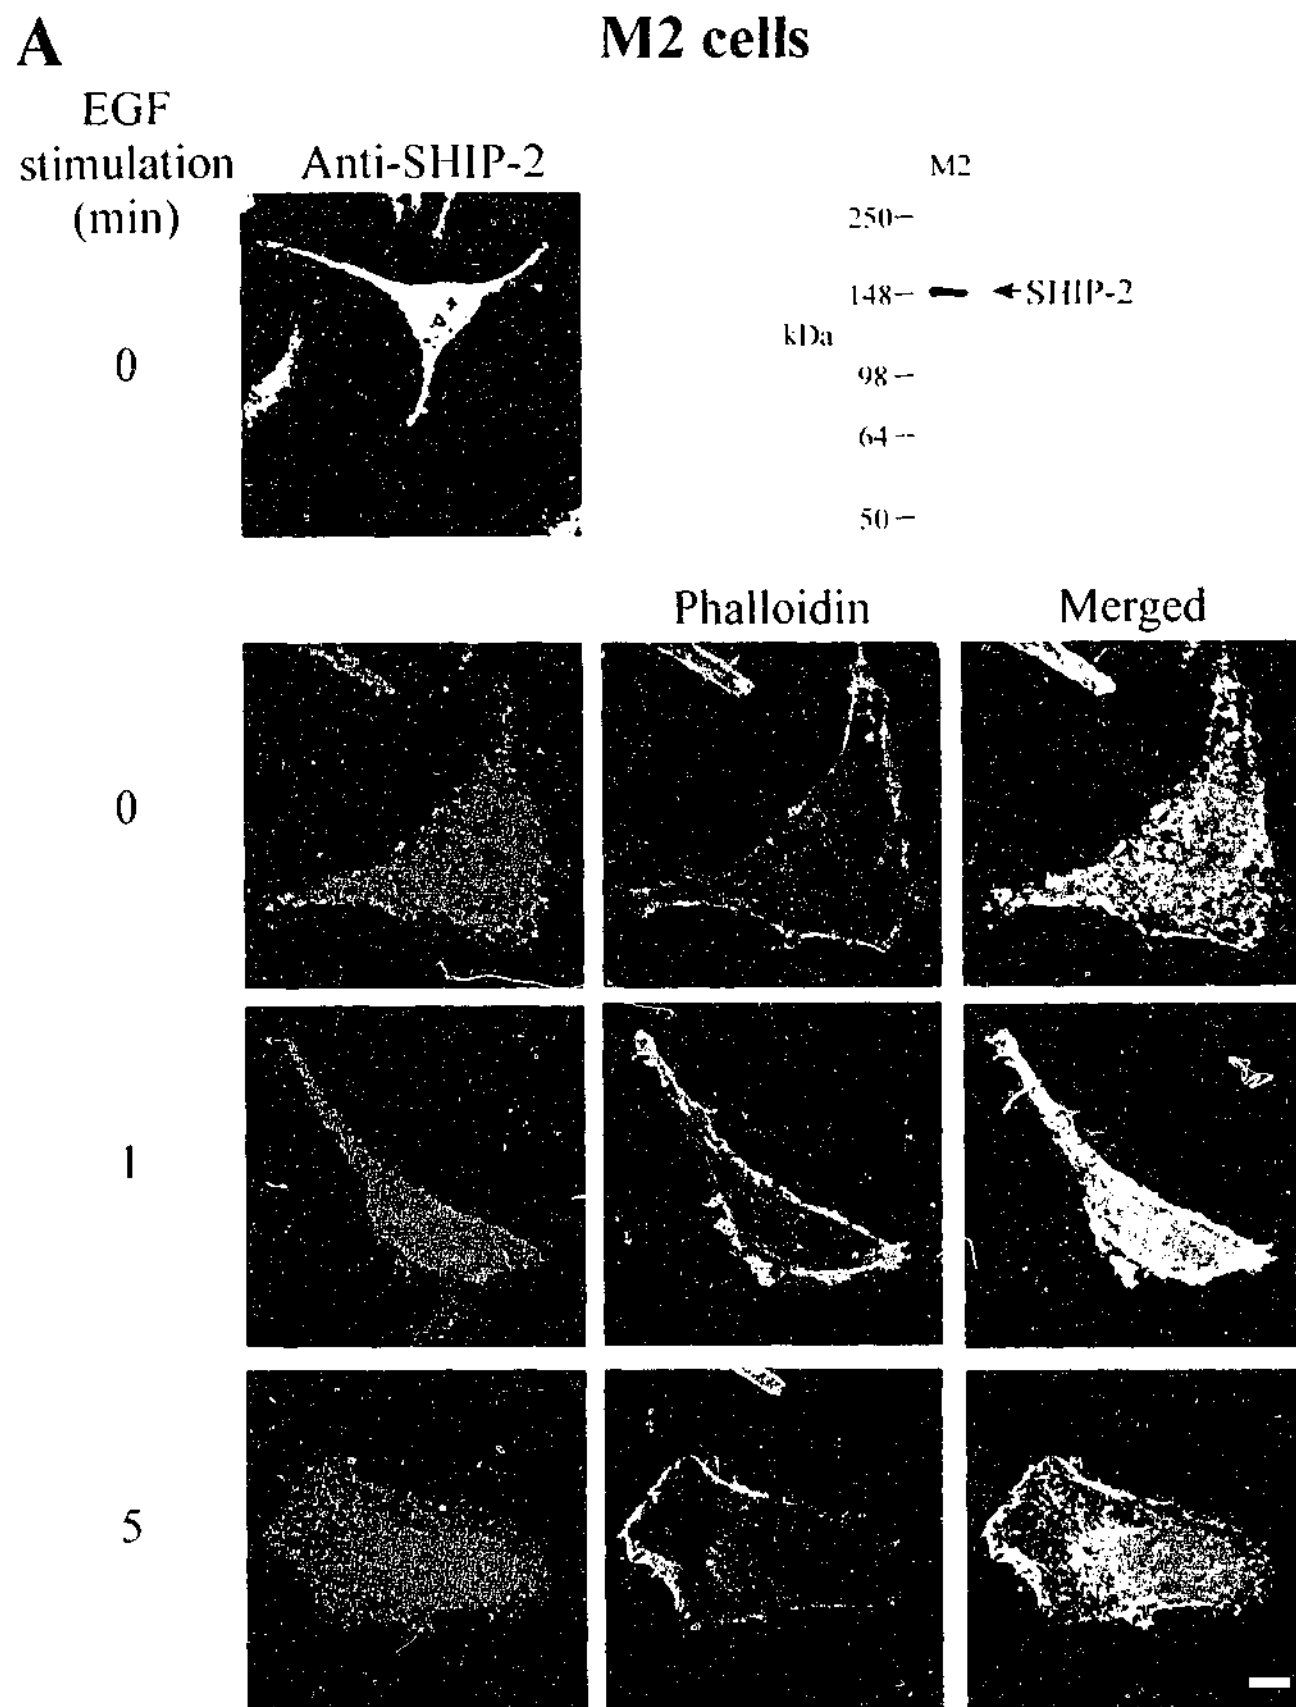 A
M2 cells
EGF
stimulation
(min)
Anti-SHIP-2
M2
250
148
SHIP-2
kDa
98
64
50
0
Phalloidin
Merged
0
1
5